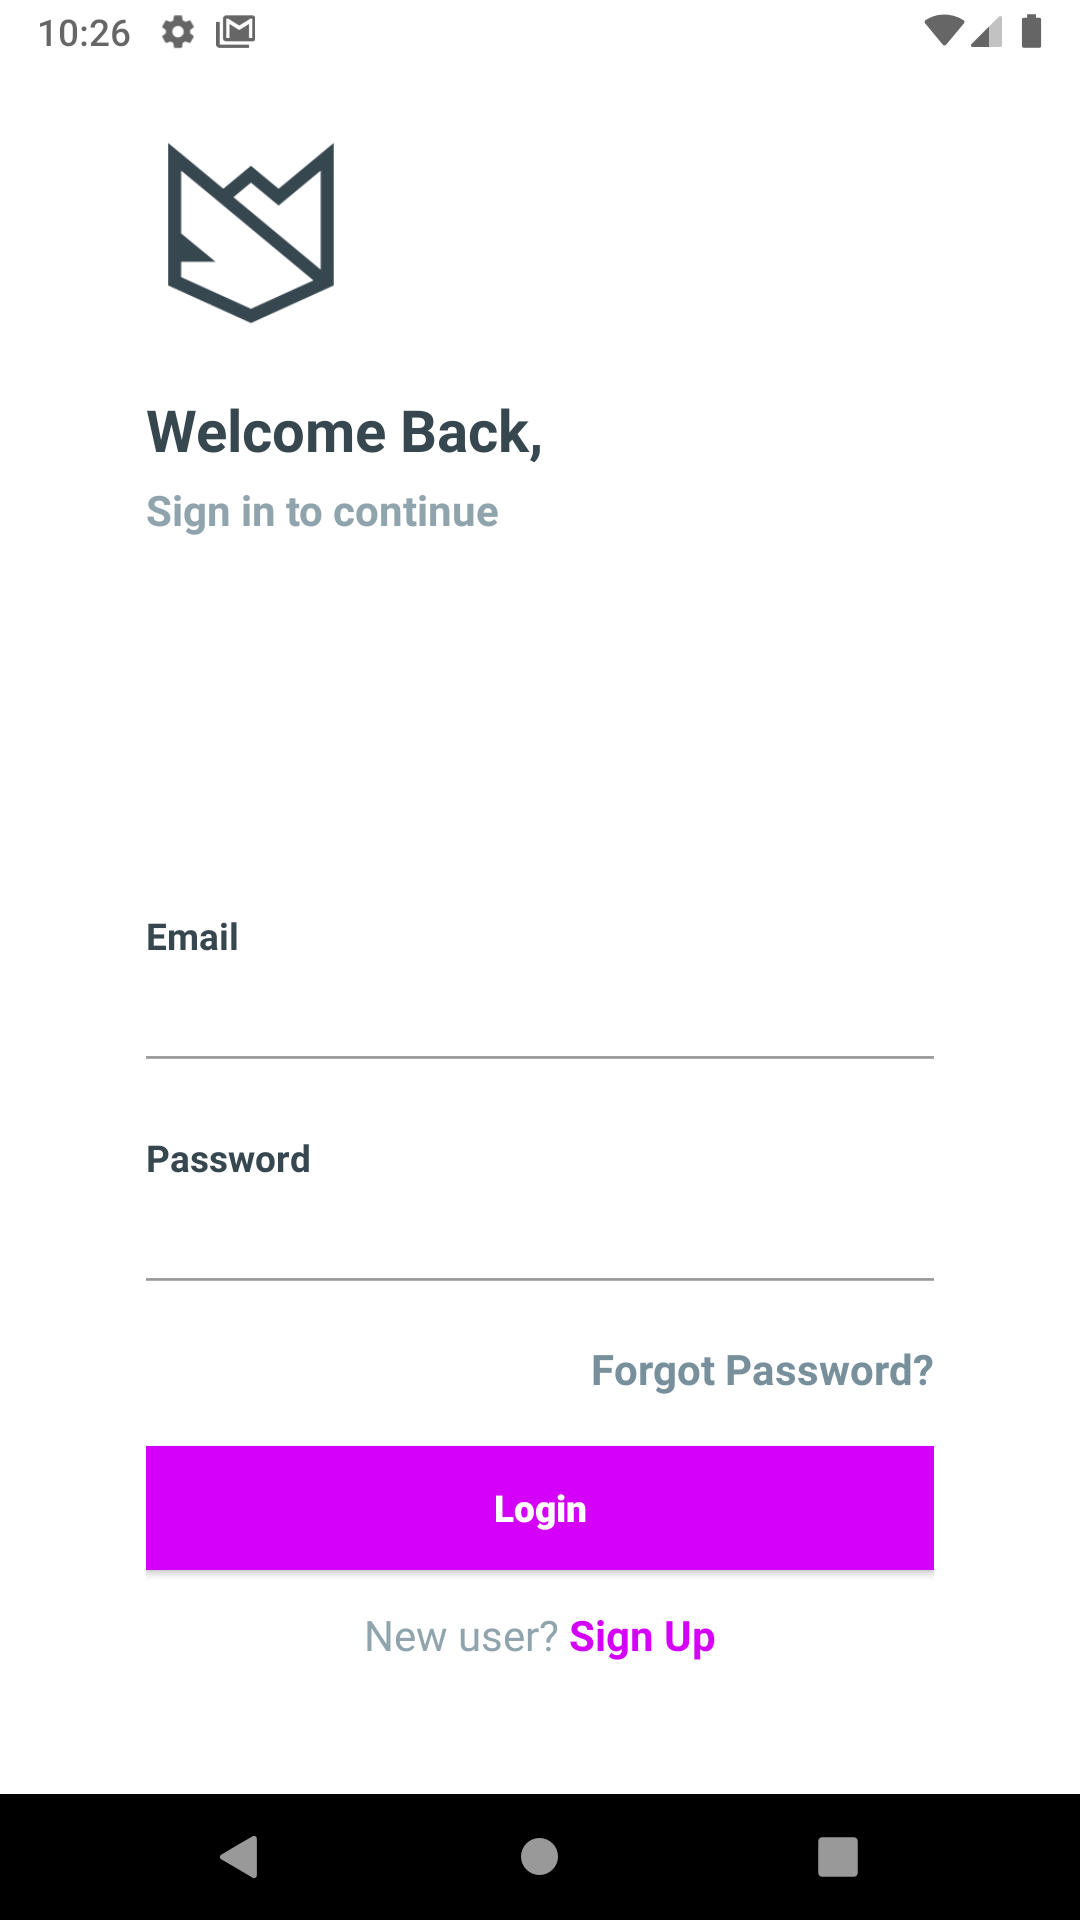 10:26
Welcome Back,
Sign in to continue
Email
Password
Forgot Password?
Login
New user? Sign Up